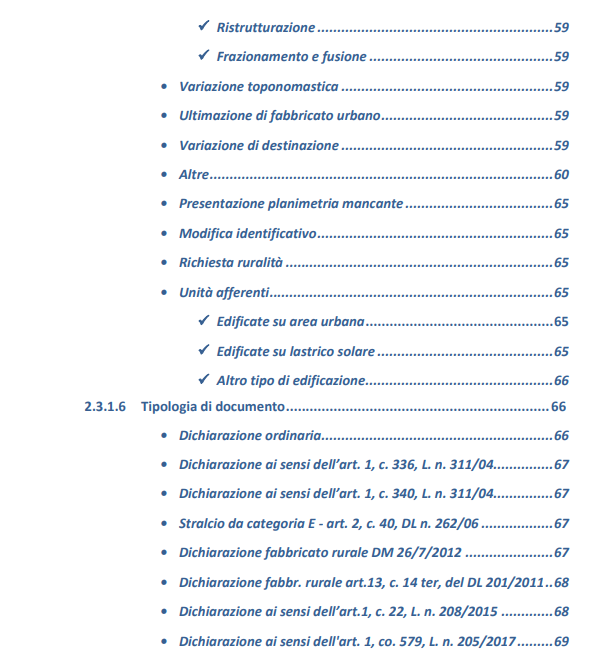 ✓ Ristrutturazione ........................................................... 59
✓ Frazionamento e fusione .............................................. 59
• Variazione toponomastica ..................................................... 59
• Ultimazione di fabbricato urbano........................................... 59
• Variazione di destinazione ..................................................... 59
• Altre..................................................................................... 60
• Presentazione planimetria mancante ..................................... 65
• Modifica identificativo........................................................... 65
• Richiesta ruralità ................................................................... 65
• Unità afferenti....................................................................... 65
✓ Edificate su area urbana............................................... 65
✓ Edificate su lastrico solare ............................................ 65
✓ Altro tipo di edificazione............................................... 66
2.3.1.6 Tipologia di documento.................................................................. 66
• Dichiarazione ordinaria.......................................................... 66
• Dichiarazione ai sensi dell’art. 1, c. 336, L. n. 311/04............... 67
• Dichiarazione ai sensi dell’art. 1, c. 340, L. n. 311/04............... 67
• Stralcio da categoria E - art. 2, c. 40, DL n. 262/06 .................. 67
• Dichiarazione fabbricato rurale DM 26/7/2012 ...................... 67
• Dichiarazione fabbr. rurale art.13, c. 14 ter, del DL 201/2011.. 68
• Dichiarazione ai sensi dell’art.1, c. 22, L. n. 208/2015 ............. 68
• Dichiarazione ai sensi dell'art. 1, co. 579, L. n. 205/2017......... 69